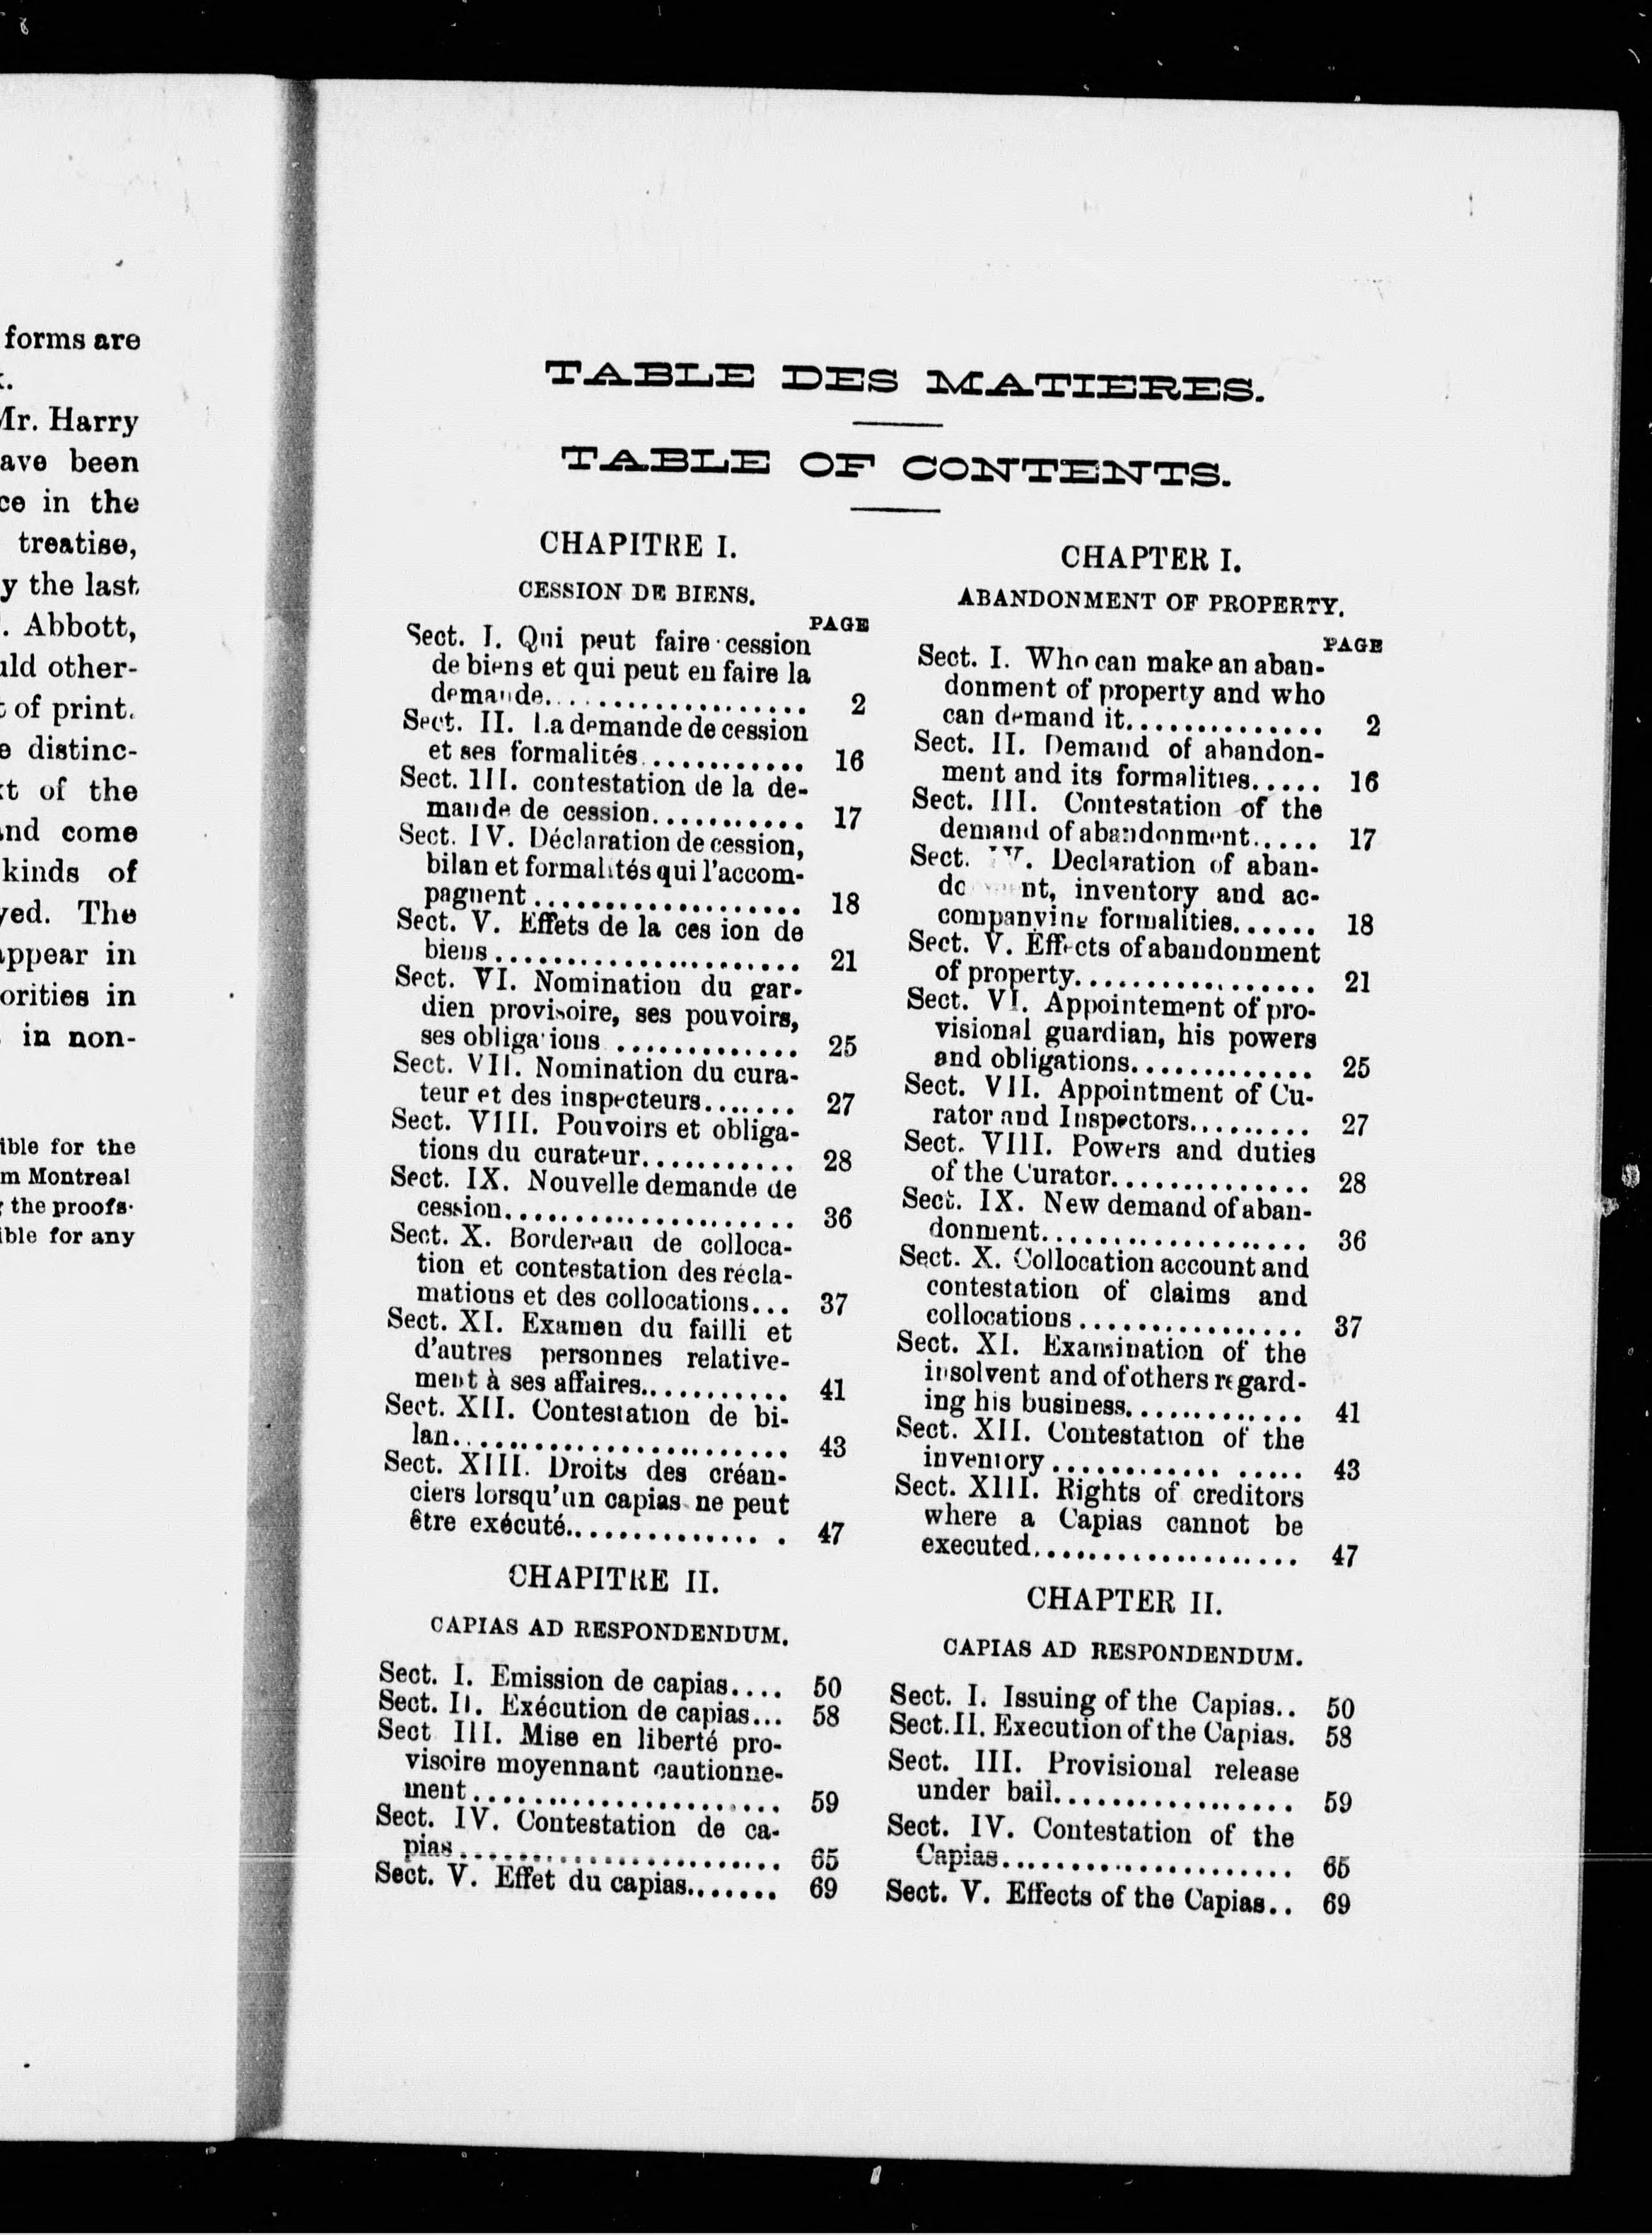 forms are
Mr. Harry
ave been
ce in the
treatise,
y the last
. Abbott,
uld other-
of print.
e distinc-
xt of the
and come
kinds of
yed. The
appear in
orities in
in non-
ible for the
m Montreal
the proofs.
ible for any
TABLE DES MATIERES.
TABLE OF CONTENTS.
CHAPITRE I.
CESSION DE BIENS.
PAGE
Sect. I. Qui peut faire cession
de biens et qui peut en faire la
demande.................. 2
Sect. II. La demande de cession
et ses formalités............ 16
Sect. III. contestation de la de-
mande de cession........... 17
Sect. IV. Déclaration de cession,
bilan et formalités qui l'accom-
pagnent................... 18
Sect. V. Effets de la ces ion de
biens...................... 21
Sect. VI. Nomination du gar-
dien provisoire, ses pouvoirs,
ses obligations ............. 25
Sect. VII. Nomination du cura-
teur et des inspecteurs....... 27
Sect. VIII. Pouvoirs et obliga-
tions du curateur........... 28
Sect. IX. Nouvelle demande de
cession..................... 36
Sect. X. Bordereau de colloca-
tion et contestation des récla-
mations et des collocations... 37
Sect. XI. Examen du failli et
d'autres personnes relative-
ment à ses affaires........... 41
Sect. XII. Contestation de bi-
lan........................ 43
Sect. XIII. Droits des créan-
ciers lorsqu'un capias ne peut
être exécuté.............. . 47
CHAPITRE II.
CAPIAS AD RESPONDENDUM.
Sect. I. Emission de capias.... 50
Sect. II. Exécution de capias... 58
Sect III. Mise en liberté pro-
visoire moyennant cautionne-
ment...................... 59
Sect. IV. Contestation de ca-
pias....................... 65
Sect. V. Effet du capias....... 69
CHAPTER I.
ABANDONMENT OF PROPERTY.
PAGE
Sect. I. Who can make an aban-
donment of property and who
can demand it.............. 2
Sect. II. Demand of abandon-
ment and its formalities..... 16
Sect. III. Contestation of the
demand of abandonment..... 17
Sect. IV. Declaration of aban-
nt, inventory and ac-
companying formalities...... 18
Sect. V. Effects of abandonment
of property................. 21
Sect. VI. Appointement of pro-
visional guardian, his powers
and obligations............. 25
Sect. VII. Appointment of Cu-
rator and Inspectors......... 27
Sect. VIII. Powers and duties
of the Curator.............. 28
Sect. IX. New demand of aban-
donment................... 36
Sect. X. Collocation account and
contestation of claims and
collocations ................ 37
Sect. XI. Examination of the
insolvent and of others regard-
ing his business............. 41
Sect. XII. Contestation of the
inventory ............ ..... 43
Sect. XIII. Rights of creditors
where a Capias cannot be
executed................... 47
CHAPTER II.
CAPIAS AD RESPONDENDUM.
Sect. I. Issuing of the Capias.. 50
Sect. II. Execution of the Capias. 58
Sect. III. Provisional release
under bail................. 59
Sect. IV. Contestation of the
Capias..................... 65
Sect. V. Effects of the Capias.. 69